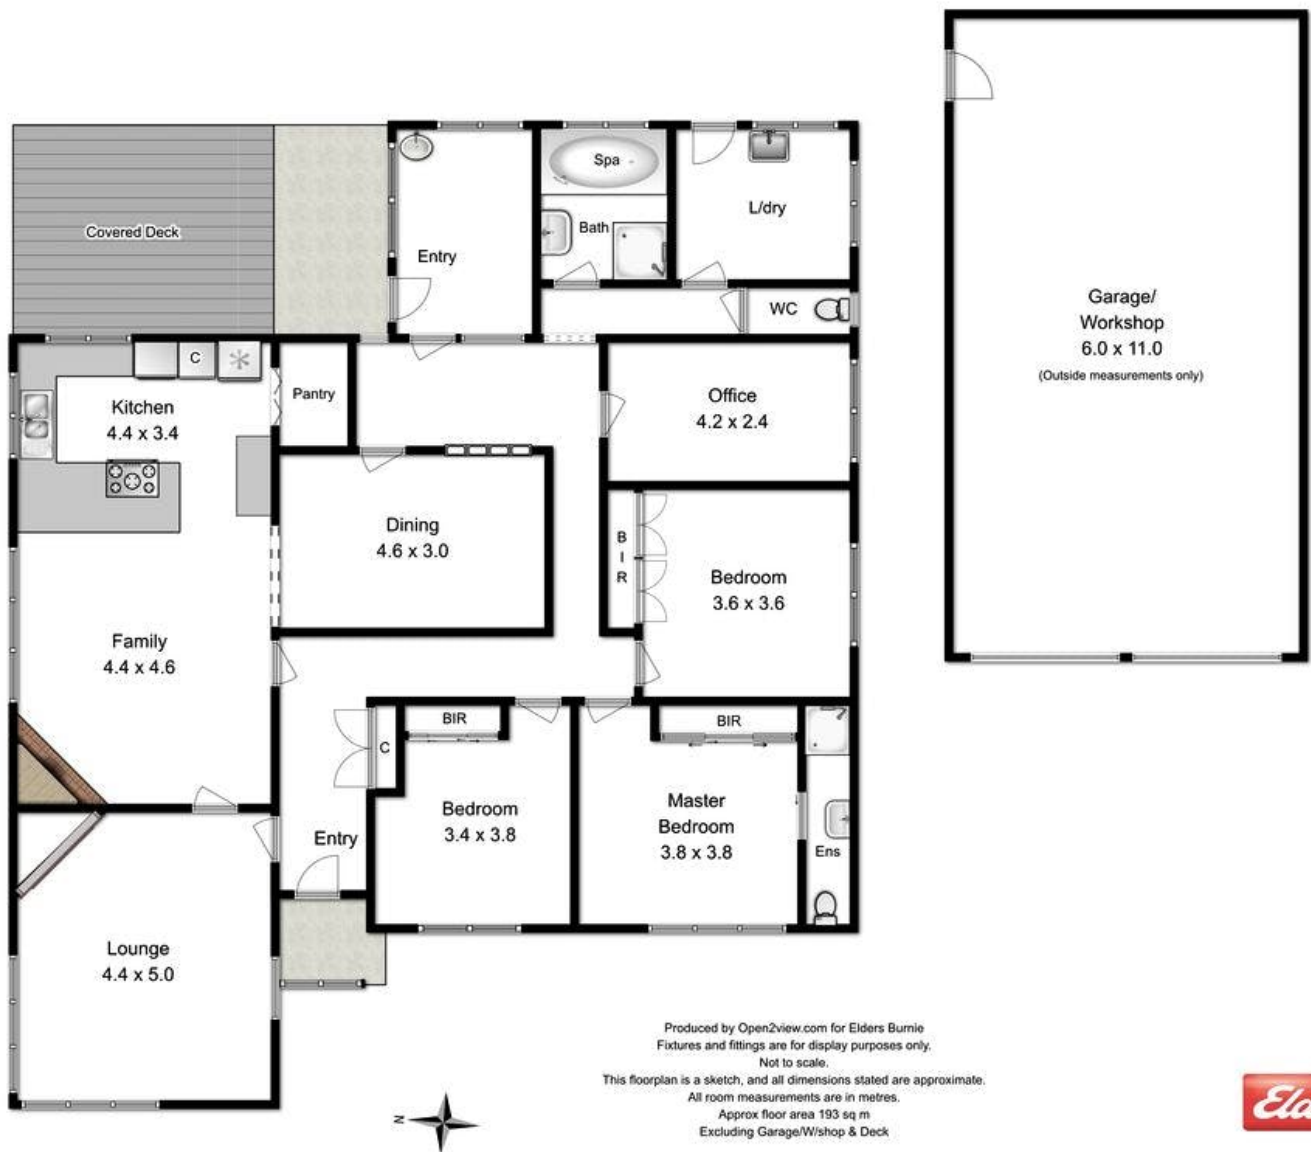 Covered Deck
Entry
Spa
Bath
L/dry
WC
Garage/
Workshop
6.0 x 11.0
(Outside measurements only)
C
Kitchen
4.4 x 3.4
Pantry
Office
4.2 x 2.4
Dining
4.6 x 3.0
B
I
R
Bedroom
3.6 x 3.6
Family
4.4 x 4.6
BIR
C
BIR
Bedroom
3.4 x 3.8
Master
Bedroom
3.8 x 3.8
Entry
Ens
Lounge
4.4 x 5.0
Produced by Open2view.com for Elders Burnie
Fixtures and fittings are for display purposes only.
Not to scale.
This floorplan is a sketch, and all dimensions stated are approximate.
All room measurements are in metres.
Approx floor area 193 sq m
Excluding Garage/W/shop & Deck
N